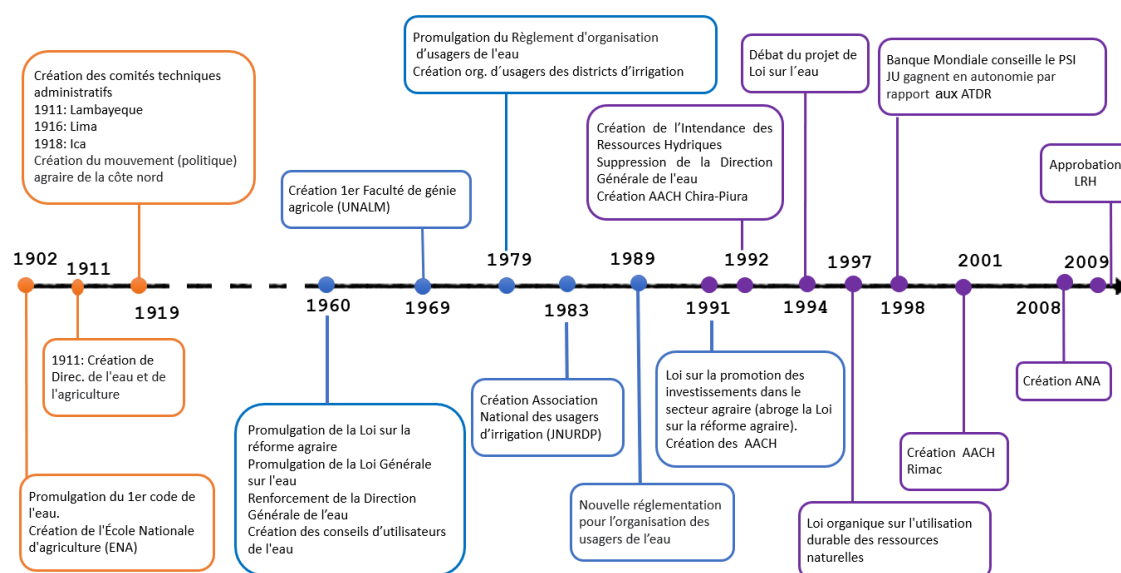 Promulgation du Règlement d'organisation
d'usagers de l'eau
Création org. d´usagers des districts d'irrigation
Débat du projet de
Loi sur l´eau
Banque Mondiale conseille le PSI
JU gagnent en autonomie par
rapport aux ATDR
Création des comités techniques
administratifs
1911: Lambayeque
1916: Lima
1918: Ica
Création du mouvement (politique)
agraire de la côte nord
Création 1er Faculté de génie
agricole (UNALM)
Création de l'Intendance des
Ressources Hydriques
Suppression de la Direction
Générale de l'eau
Création AACH Chira-Piura
Approbation
LRH
1902
1911
1979
1989
1992
1997
2001
2009
1919
1960
1969
1983
1991
1994
1998
2008
1911: Création de
Direc. de l'eau et de
l'agriculture
Promulgation du 1er code de
l'eau.
Création de l'École Nationale
d'agriculture (ENA)
Promulgation de la Loi sur la
réforme agraire
Promulgation de la Loi Générale
sur l'eau
Renforcement de la Direction
Générale de l'eau
Création des conseils d'utilisateurs
de l'eau
Création Association
National des usagers
d'irrigation (JNURDP)
Nouvelle réglementation
pour l'organisation des
usagers de l'eau
Loi sur la promotion des
investissements dans le
secteur agraire (abroge la Loi
sur la réforme agraire).
Création des AACH
Loi organique sur l'utilisation
durable des ressources
naturelles
Création AACH
Rimac
Création ANA